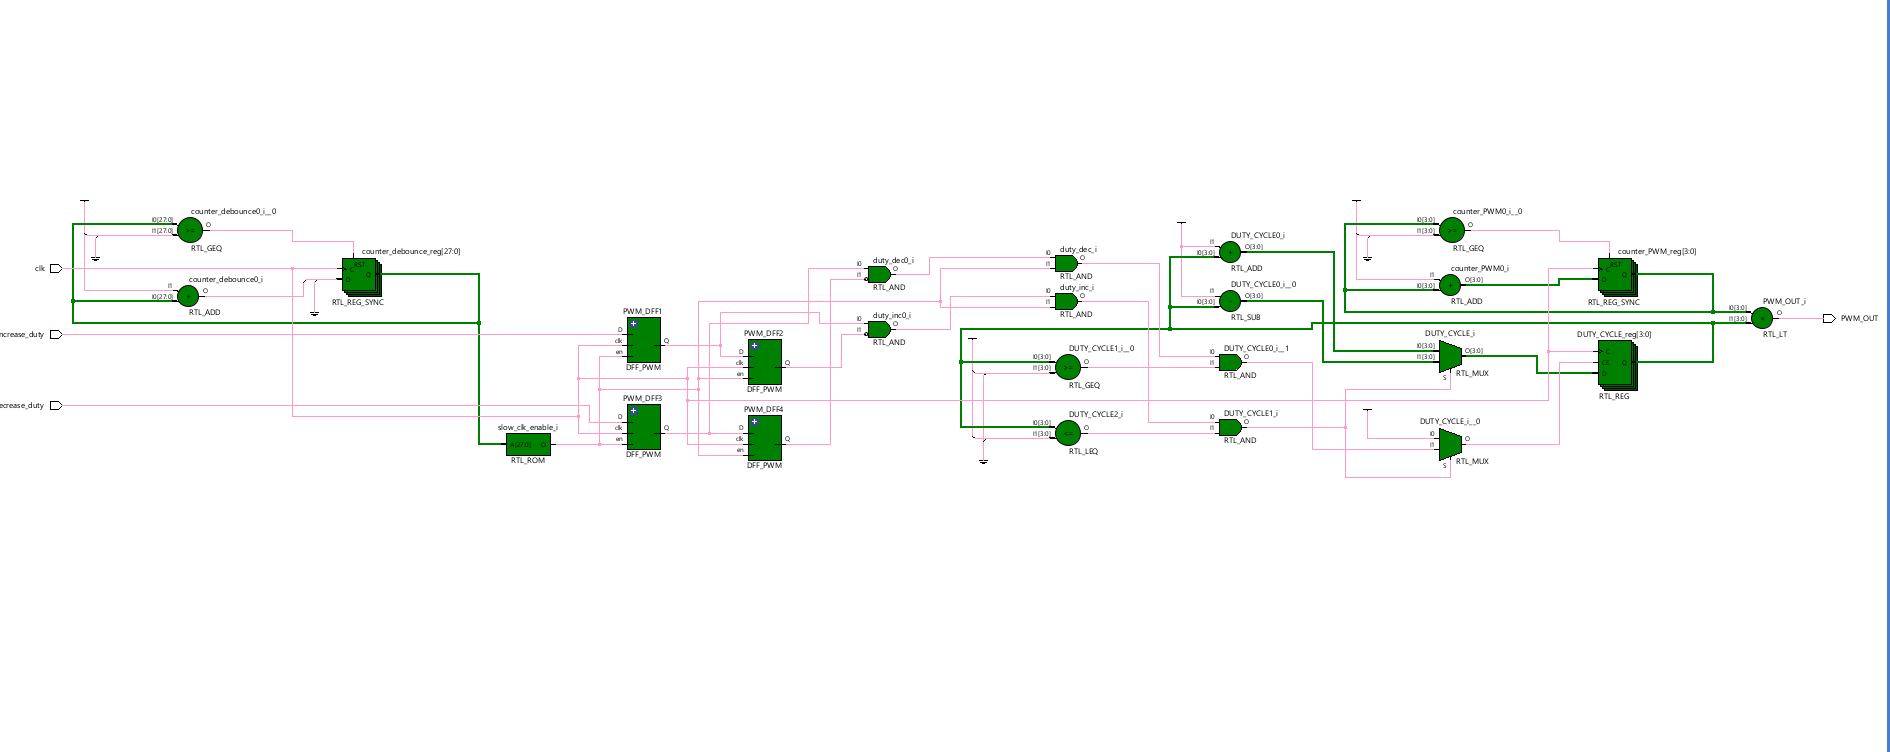 counter_debounce0_i__0
I0[27:0]
I1[27:0]
O
RTL_GEQ
clk
counter_debounce0_i
I1
I0[27:0]
+
O
RTL_ADD
counter_debounce_reg[27:0]
RST
C
D
Q
RTL_REG_SYNC
ncrease_duty
ecrease_duty
slow_clk_enable_i
A[27:0]
O
RTL_ROM
PWM_DFF1
D
clk
en
Q
DFF_PWM
PWM_DFF2
D
clk
en
Q
DFF_PWM
PWM_DFF3
D
clk
en
Q
DFF_PWM
PWM_DFF4
D
clk
en
Q
DFF_PWM
duty_dec0_i
I0
I1
O
RTL_AND
duty_inc0_i
I0
I1
O
RTL_AND
duty_dec_i
I0
I1
O
RTL_AND
duty_inc_i
I0
I1
O
RTL_AND
DUTY_CYCLE1_i__0
I0[3:0]
I1[3:0]
>=
O
RTL_GEQ
DUTY_CYCLE2_i
I0[3:0]
I1[3:0]
<=
O
RTL_LEQ
DUTY_CYCLE0_i
I1
I0[3:0]
+
O[3:0]
RTL_ADD
DUTY_CYCLE0_i__0
I1
I0[3:0]
O[3:0]
RTL_SUB
DUTY_CYCLE0_i__1
I0
I1
O
RTL_AND
DUTY_CYCLE1_i
I0
I1
O
RTL_AND
counter_PWM0_i__0
I0[3:0]
I1[3:0]
>=
O
RTL_GEQ
counter_PWM0_i
I1
I0[3:0]
+
O[3:0]
RTL_ADD
DUTY_CYCLE_i
I0[3:0]
I1[3:0]
S
O[3:0]
RTL_MUX
DUTY_CYCLE_i__0
I0
I1
S
O
RTL_MUX
counter_PWM_reg[3:0]
RST
C
D
Q
RTL_REG_SYNC
DUTY_CYCLE_reg[3:0]
C
CE
D
Q
RTL_REG
PWM_OUT_i
I0[3:0]
I1[3:0]
<
O
RTL_LT
PWM_OUT